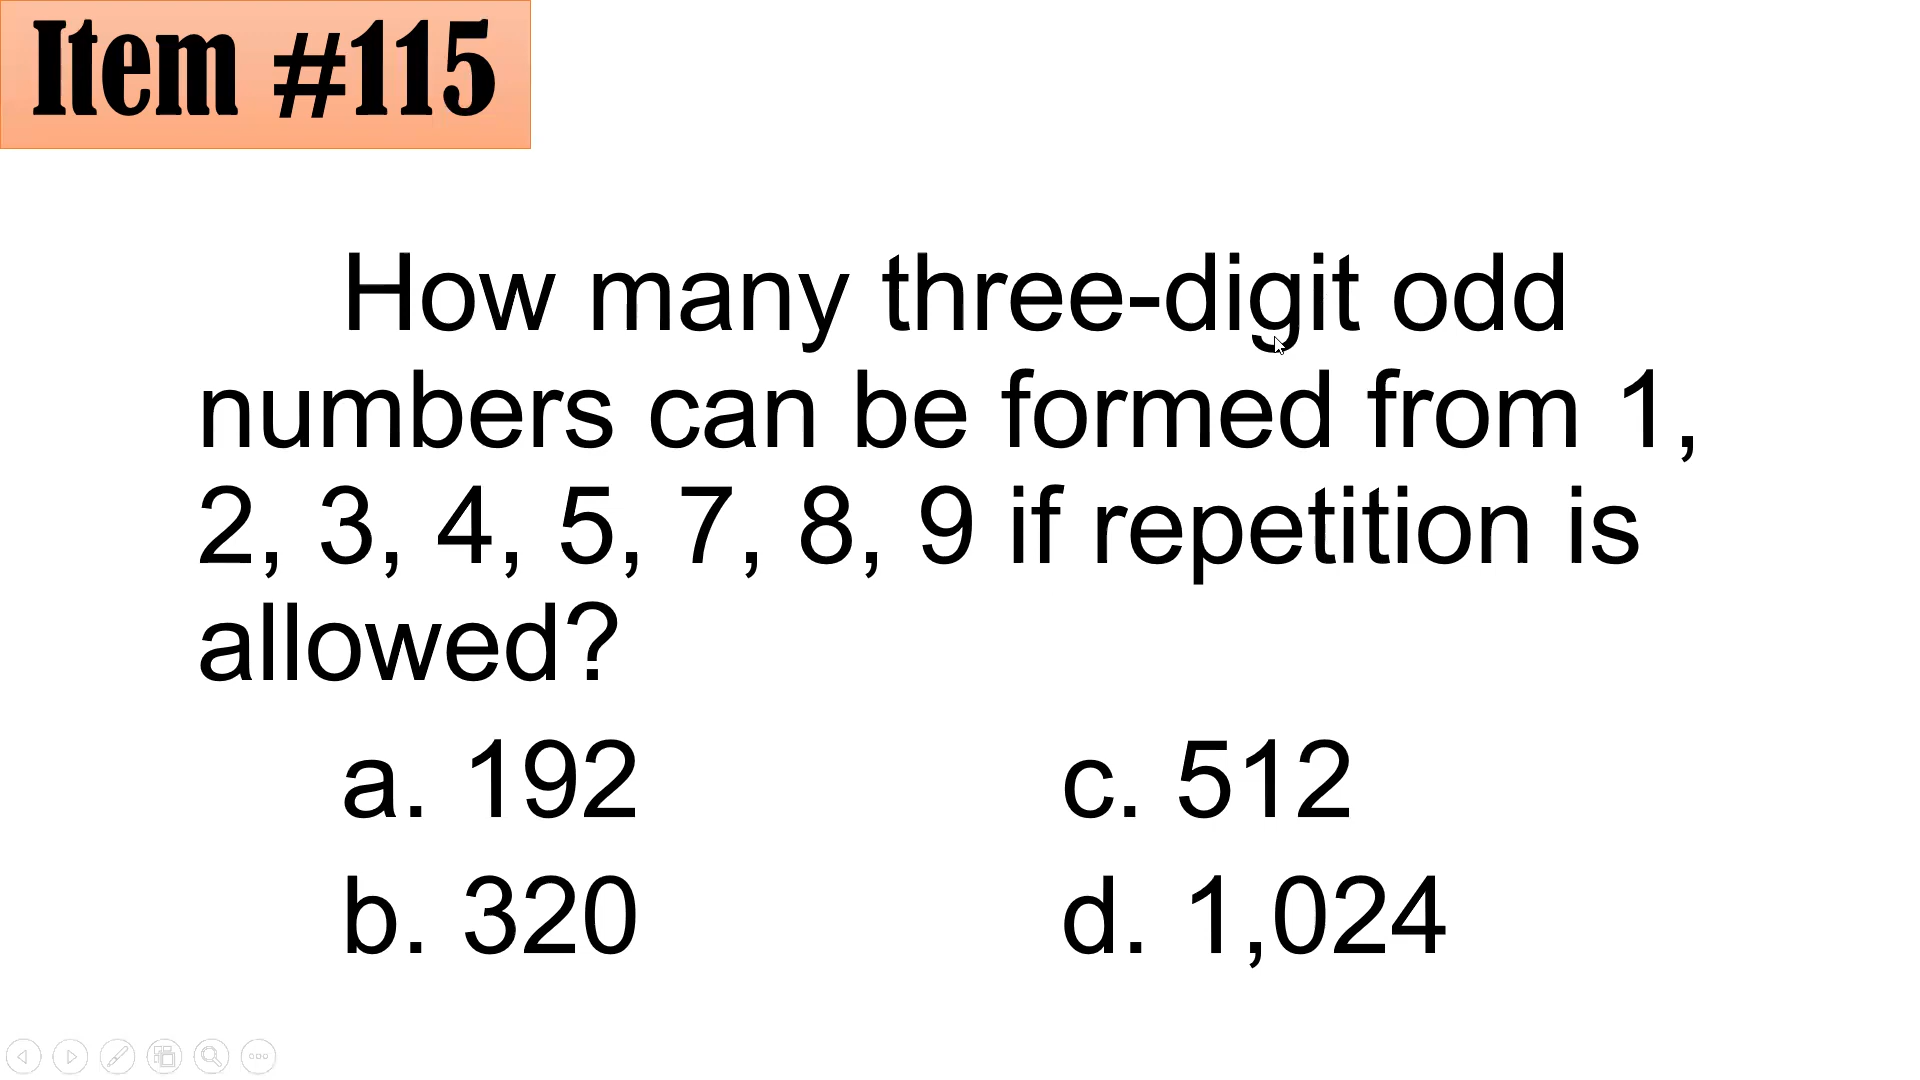 Item #115
How many three-digit odd
numbers can be formed from 1,
2, 3, 4, 5, 7, 8, 9 if repetition is
allowed?
a. 192 c. 512
b. 320 d. 1,024